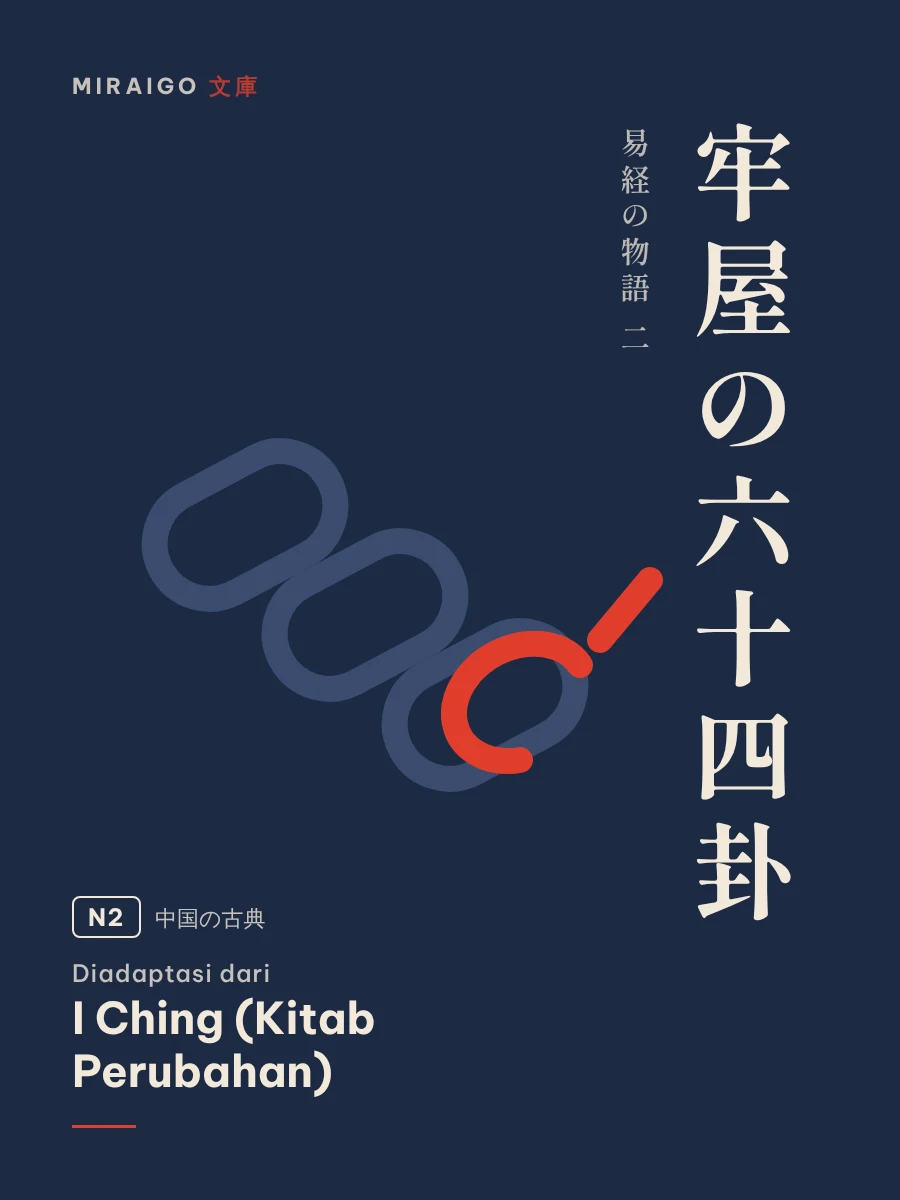 MIRAIGO 文庫
牢屋の六十四卦
易経の物語 二
N2 中国の古典
Diadaptasi dari
I Ching (Kitab
Perubahan)